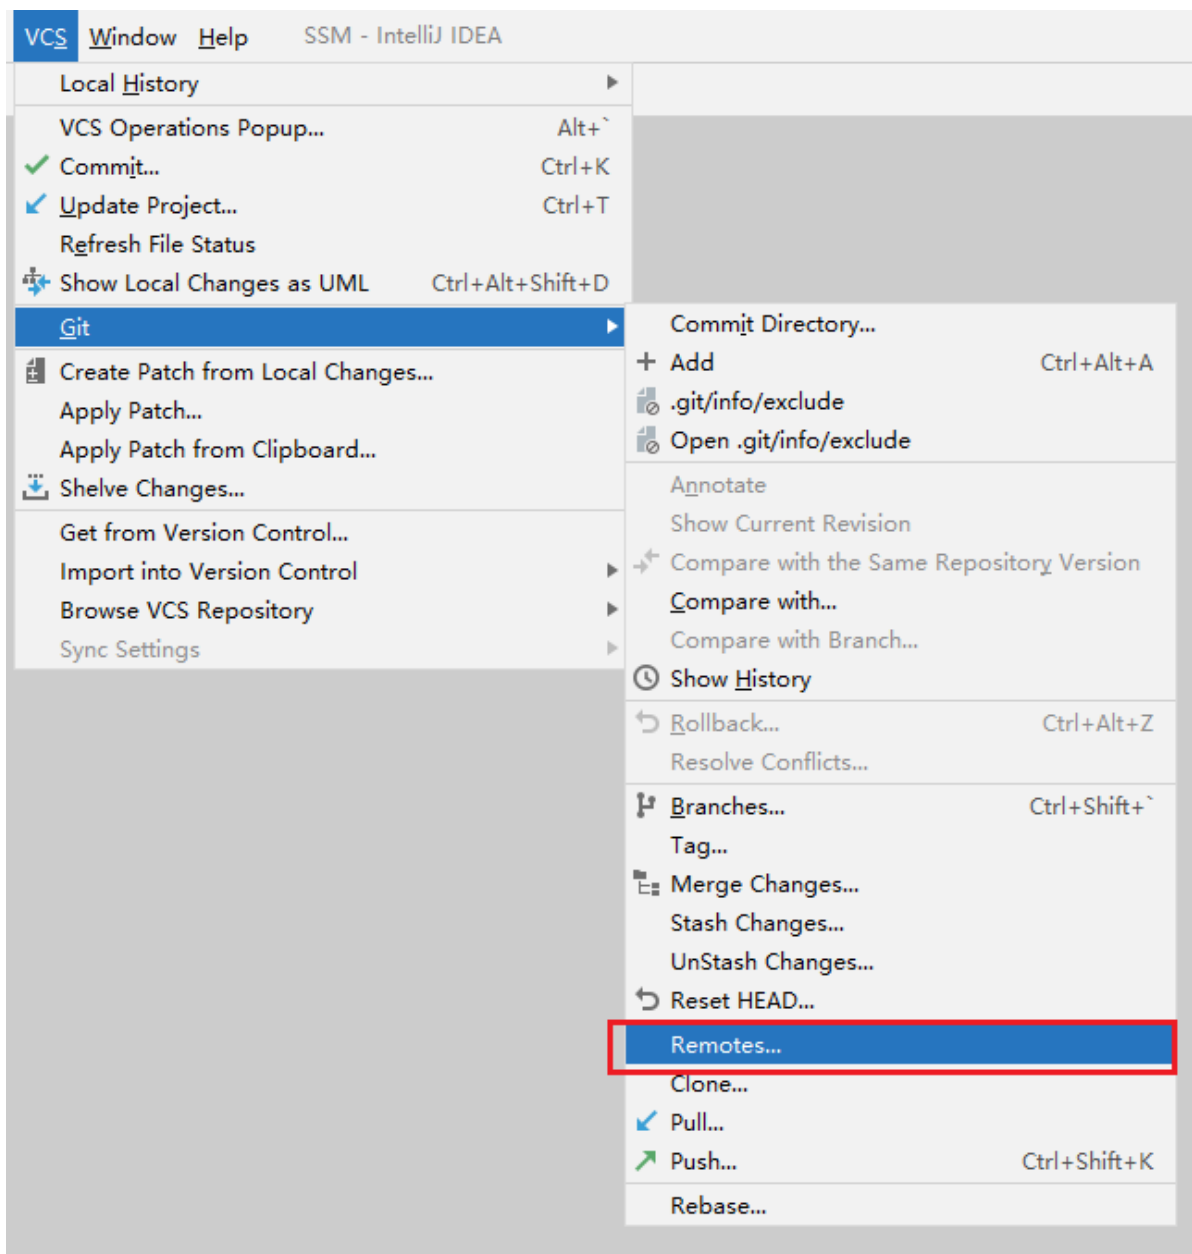 VCS Window Help SSM - IntelliJ IDEA
Local History
VCS Operations Popup... Alt+`
Commit... Ctrl+K
Update Project... Ctrl+T
Refresh File Status
Show Local Changes as UML Ctrl+Alt+Shift+D
Git
Create Patch from Local Changes...
Apply Patch...
Apply Patch from Clipboard...
Shelve Changes...
Get from Version Control...
Import into Version Control
Browse VCS Repository
Sync Settings
Commit Directory...
Add Ctrl+Alt+A
.git/info/exclude
Open .git/info/exclude
Annotate
Show Current Revision
Compare with the Same Repository Version
Compare with...
Compare with Branch...
Show History
Rollback... Ctrl+Alt+Z
Resolve Conflicts...
Branches... Ctrl+Shift+`
Tag...
Merge Changes...
Stash Changes...
UnStash Changes...
Reset HEAD...
Remotes...
Clone...
Pull...
Push... Ctrl+Shift+K
Rebase...